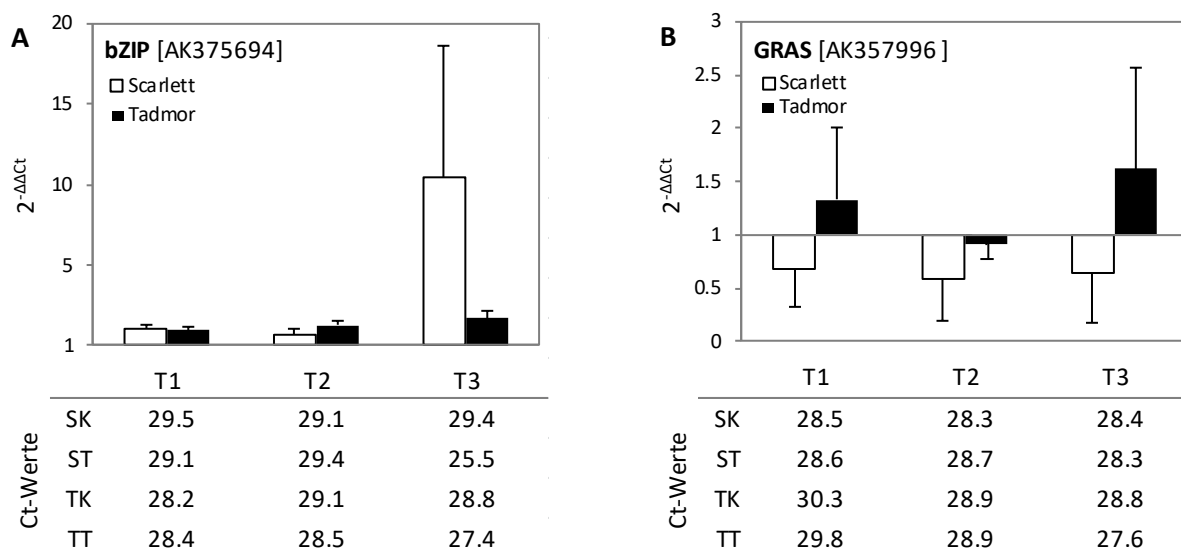 A
bZIP [AK375694]
Scarlett
Tadmor
20
15
10
5
1
2-ΔΔCt
T1 T2 T3
Ct-Werte
SK 29.5 29.1 29.4
ST 29.1 29.4 25.5
TK 28.2 29.1 28.8
TT 28.4 28.5 27.4
B
GRAS [AK357996 ]
Scarlett
Tadmor
3
2.5
2
1.5
1
0.5
0
2-ΔΔCt
T1 T2 T3
Ct-Werte
SK 28.5 28.3 28.4
ST 28.6 28.7 28.3
TK 30.3 28.9 28.8
TT 29.8 28.9 27.6